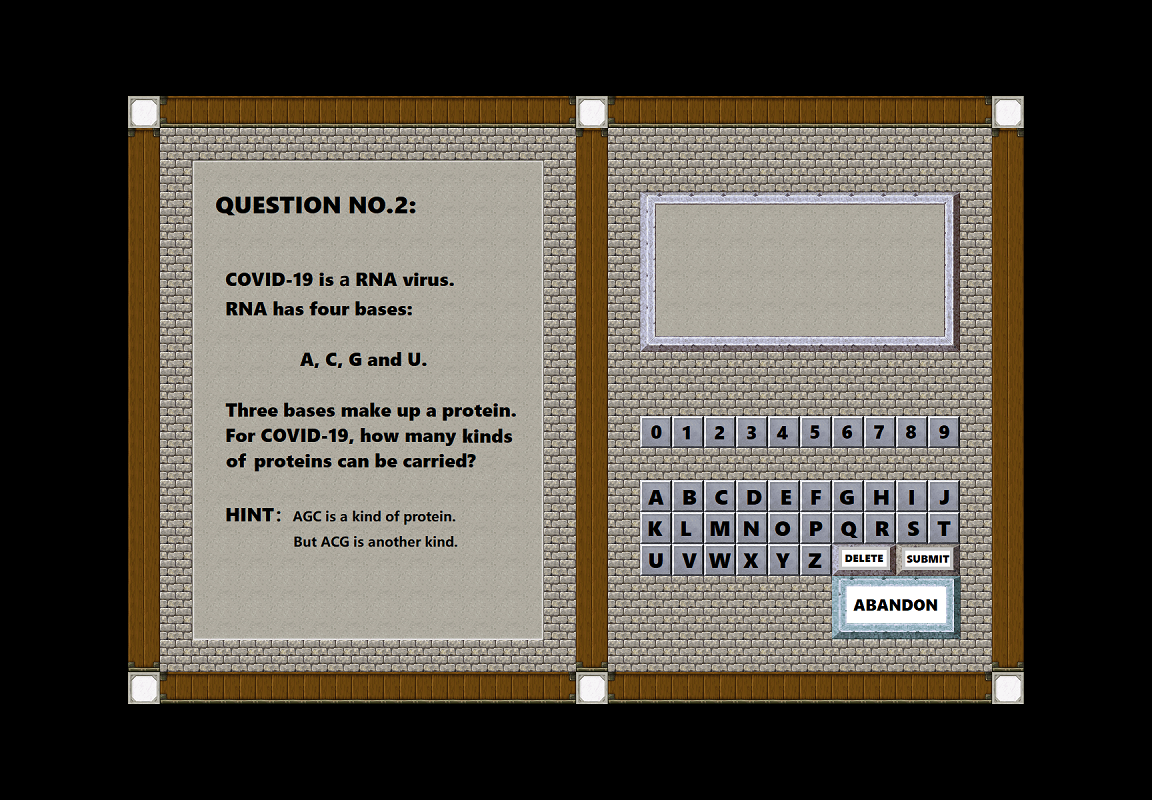 QUESTION NO.2:
COVID-19 is a RNA virus.
RNA has four bases:
A, C, G and U.
Three bases make up a protein.
For COVID-19, how many kinds
of proteins can be carried?
HINT: AGC is a kind of protein.
But ACG is another kind.
0 1 2 3 4 5 6 7 8 9
A B C D E F G H I J
K L M N O P Q R S T
U V W X Y Z DELETE SUBMIT
ABANDON